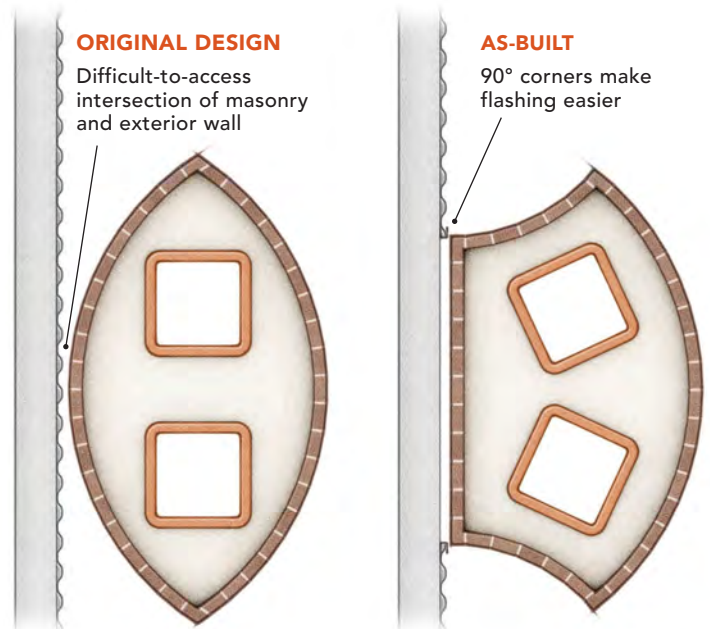 ORIGINAL DESIGN
Difficult-to-access
intersection of masonry
and exterior wall
AS-BUILT
90° corners make
flashing easier